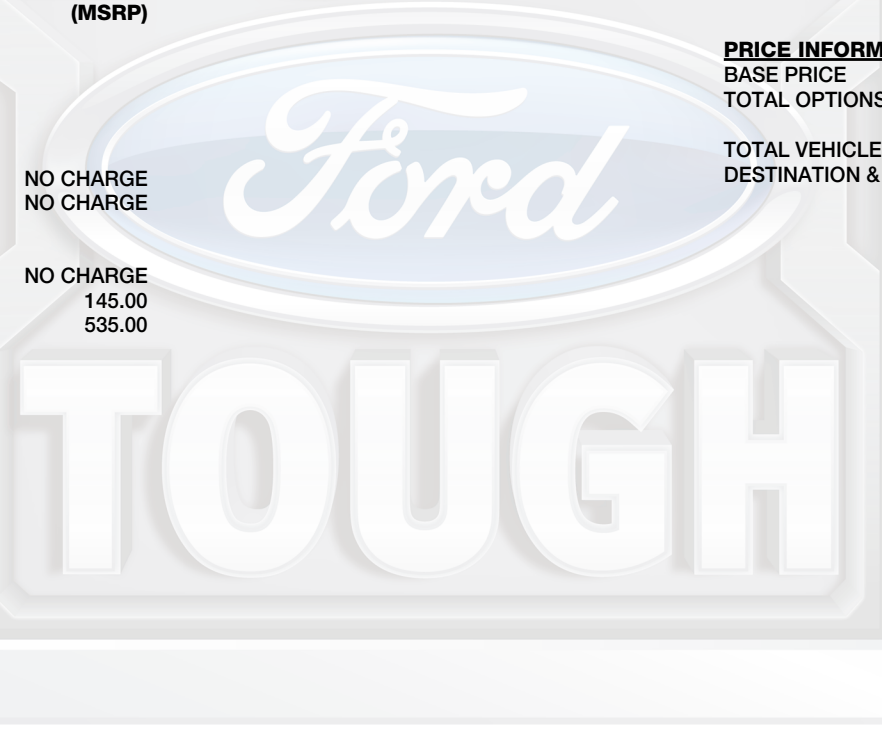 (MSRP)
NO CHARGE
NO CHARGE
NO CHARGE
145.00
535.00
PRICE INFORM
BASE PRICE
TOTAL OPTIONS
TOTAL VEHICLE
DESTINATION &
Ford
TOUGH